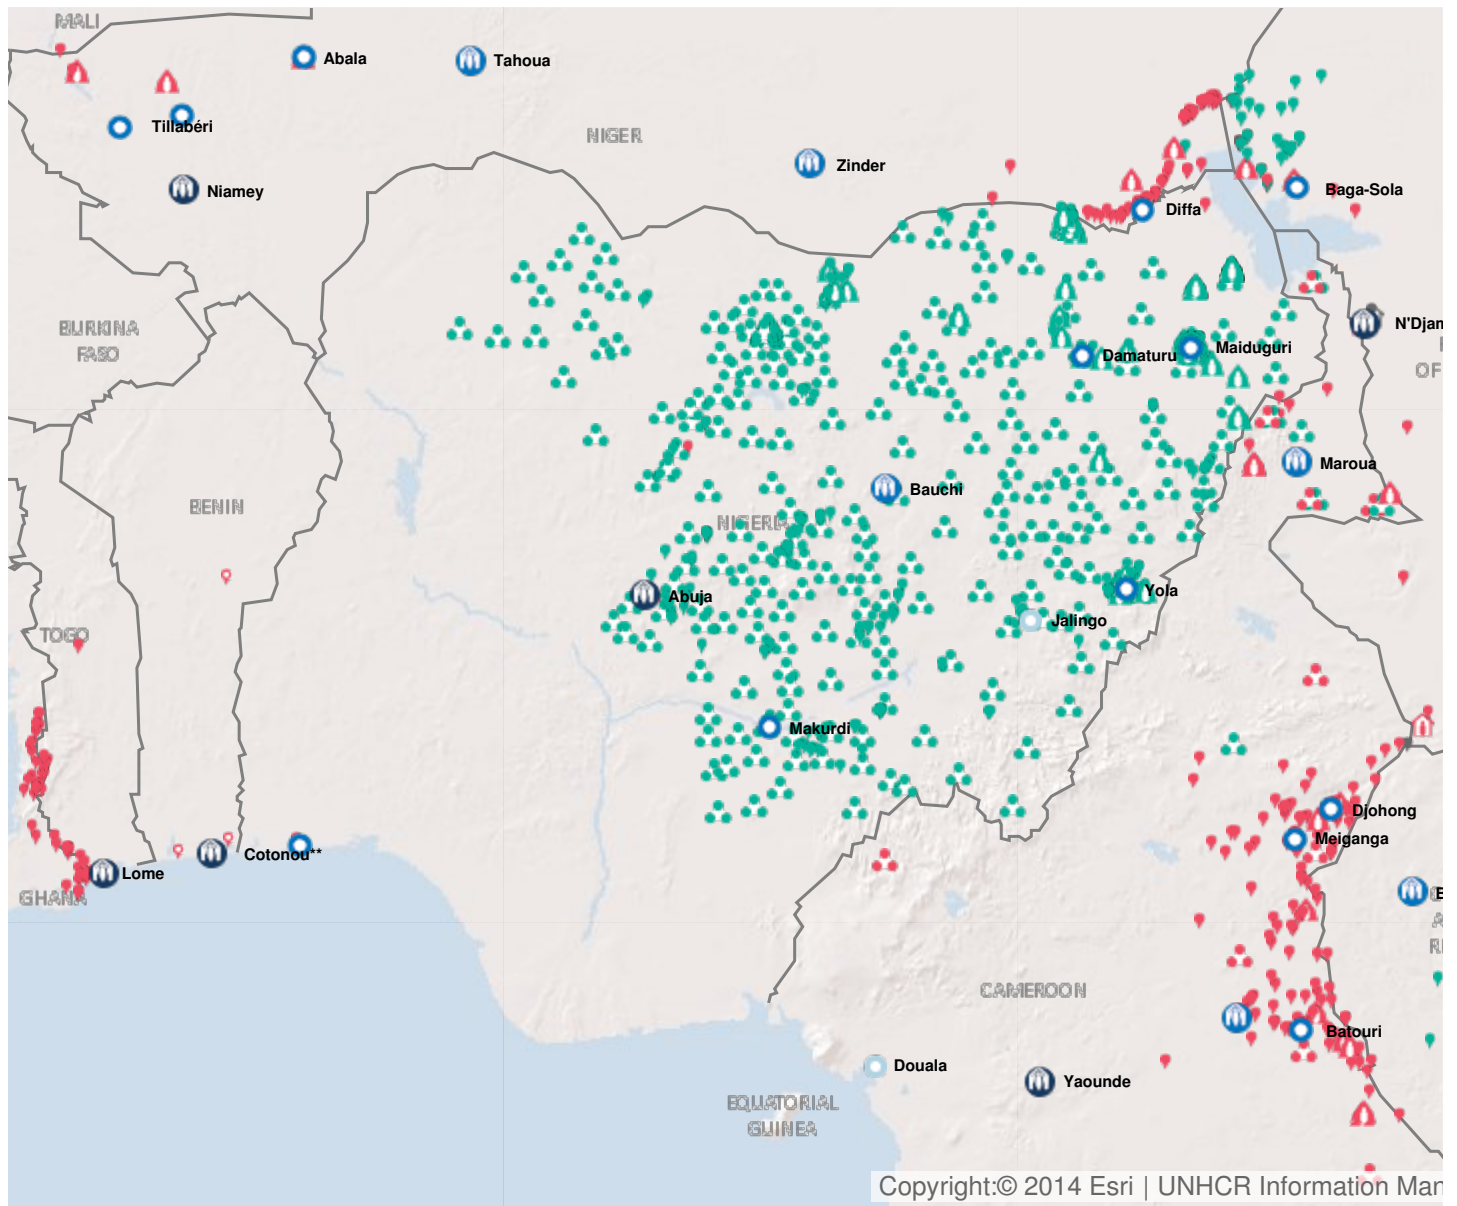 MALI
Abala
Tahoua
Tillabéri
NIGER
Zinder
Niamey
Baga-Sola
Diffa
BURKINA
FASO
N'Djam
Damaturu
Maiduguri
OF
Maroua
Bauchi
BENIN
NIGERIA
Abuja
Yola
Jalingo
TOGO
Makurdi
Djohong
Meiganga
Cotonou**
Lome
GHANA
CAMEROON
Batouri
Douala
Yaounde
EQUATORIAL
GUINEA
Copyright:© 2014 Esri | UNHCR Information Man